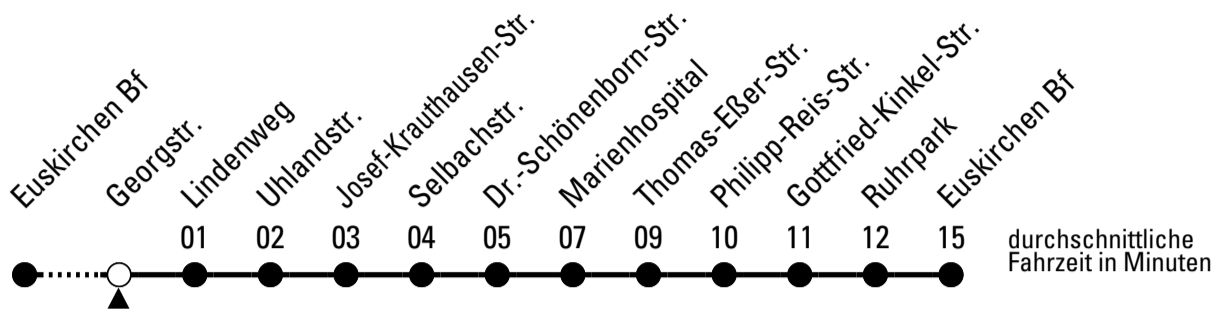 Euskirchen Bf
Georgstr.
Lindenweg
Uhlandstr.
Josef-Krauthausen-Str.
Selbachstr.
Dr.-Schönenborn-Str.
Marienhospital
Thomas-Eßer-Str.
Philipp-Reis-Str.
Gottfried-Kinkel-Str.
Ruhrpark
Euskirchen Bf
01 02 03 04 05 07 09 10 11 12 15
durchschnittliche
Fahrzeit in Minuten